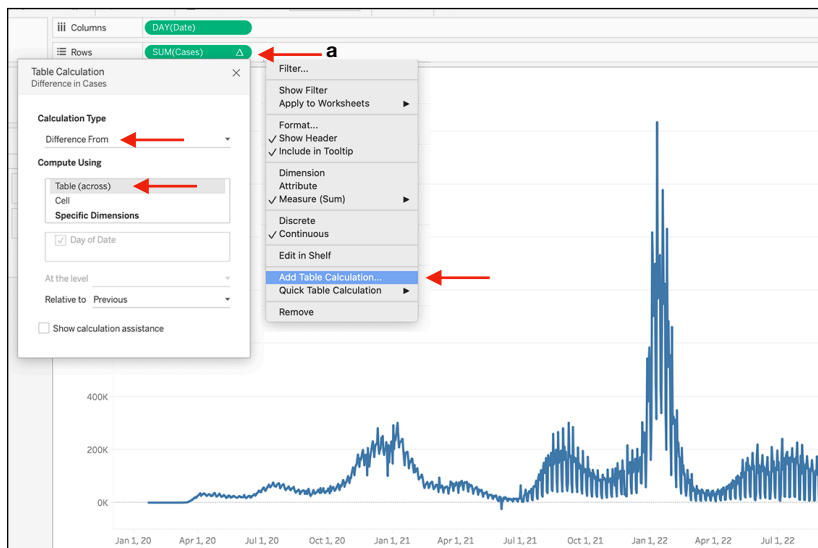 Columns
DAY(Date)
Rows
SUM(Cases)
a
Table Calculation
Difference in Cases
Calculation Type
Difference From
Compute Using
Table (across)
Cell
Specific Dimensions
Day of Date
At the level
Relative to Previous
Show calculation assistance
Filter...
Show Filter
Apply to Worksheets
Format...
Show Header
Include in Tooltip
Dimension
Attribute
Measure (Sum)
Discrete
Continuous
Edit in Shelf
Add Table Calculation...
Quick Table Calculation
Remove
400K
200K
0K
Jan 1, 20 Apr 1, 20 Jul 1, 20 Oct 1, 20 Jan 1, 21 Apr 1, 21 Jul 1, 21 Oct 1, 21 Jan 1, 22 Apr 1, 22 Jul 1, 22